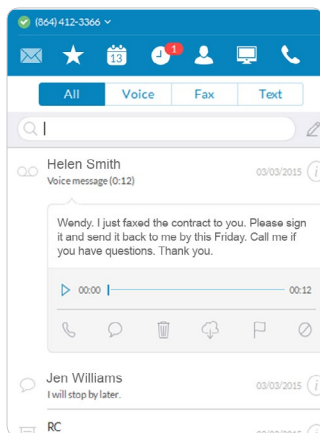 (864) 412-3366
13
1
All Voice Fax Text
Helen Smith
03/03/2015
Voice message (0:12)
Wendy. I just faxed the contract to you. Please sign
it and send it back to me by this Friday. Call me if
you have questions. Thank you.
00:00 00:12
Jen Williams
03/03/2015
I will stop by later.
RC